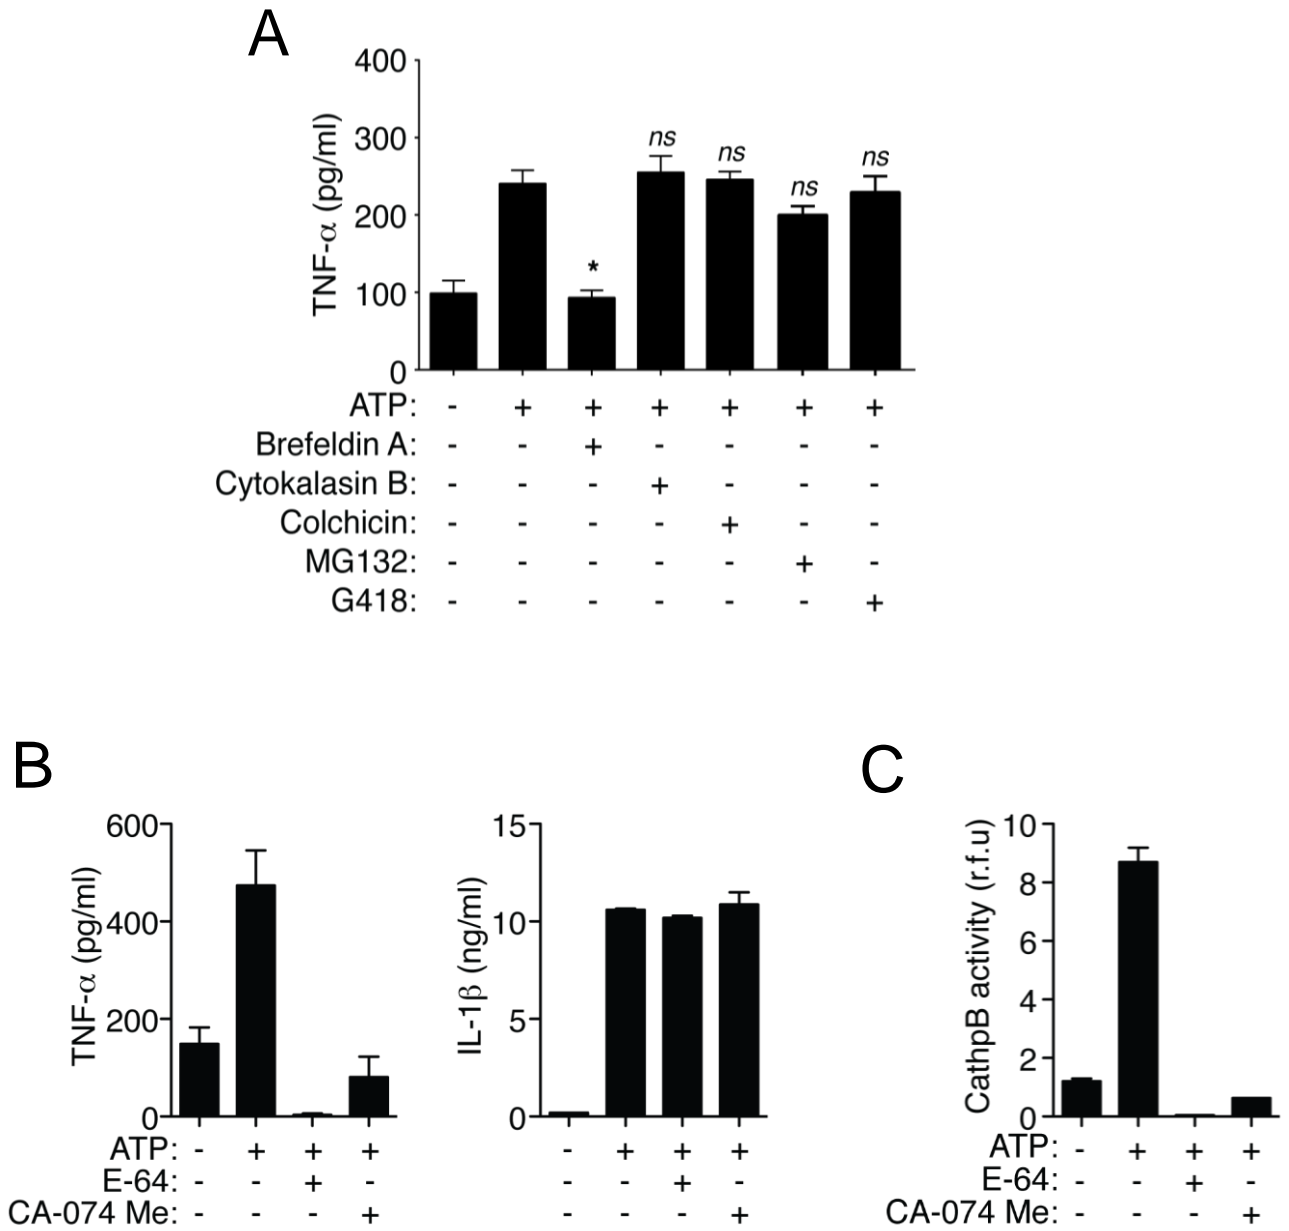 A
400
300
200
100
0
TNF-α (pg/ml)
* ns ns ns ns
ATP: - + + + + + +
Brefeldin A: - - + - - - -
Cytokalasin B: - - - + - - -
Colchicin: - - - - + - -
MG132: - - - - - + -
G418: - - - - - - +
B
600
400
200
0
TNF-α (pg/ml)
ATP: - + + +
E-64: - - + -
CA-074 Me: - - - +
15
10
5
0
IL-1β (ng/ml)
- + + +
- - + -
- - - +
C
10
8
6
4
2
0
CathpB activity (r.f.u)
ATP: - + + +
E-64: - - + -
CA-074 Me: - - - +